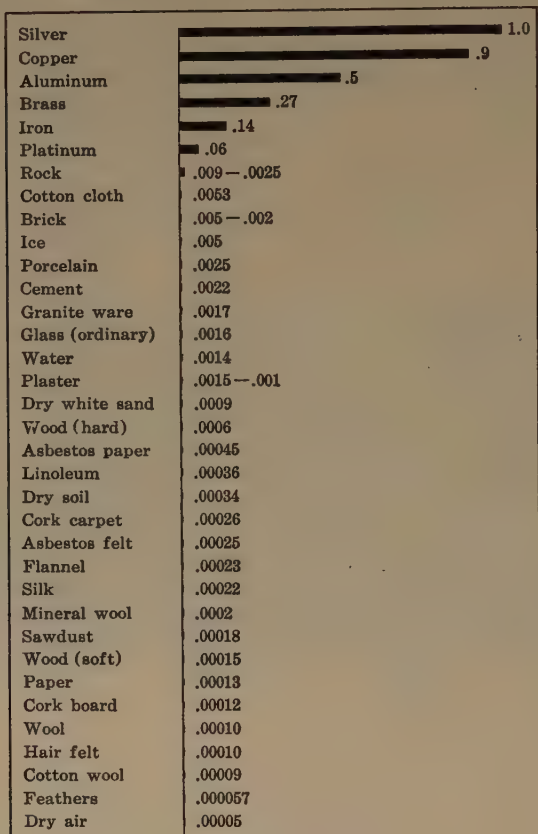 Silver 1.0
Copper .9
Aluminum .5
Brass .27
Iron .14
Platinum .06
Rock .009—.0025
Cotton cloth .0053
Brick .005—.002
Ice .005
Porcelain .0025
Cement .0022
Granite ware .0017
Glass (ordinary) .0016
Water .0014
Plaster .0015—.001
Dry white sand .0009
Wood (hard) .0006
Asbestos paper .00045
Linoleum .00036
Dry soil .00034
Cork carpet .00026
Asbestos felt .00025
Flannel .00023
Silk .00022
Mineral wool .0002
Sawdust .00018
Wood (soft) .00015
Paper .00013
Cork board .00012
Wool .00010
Hair felt .00010
Cotton wool .00009
Feathers .000057
Dry air .00005